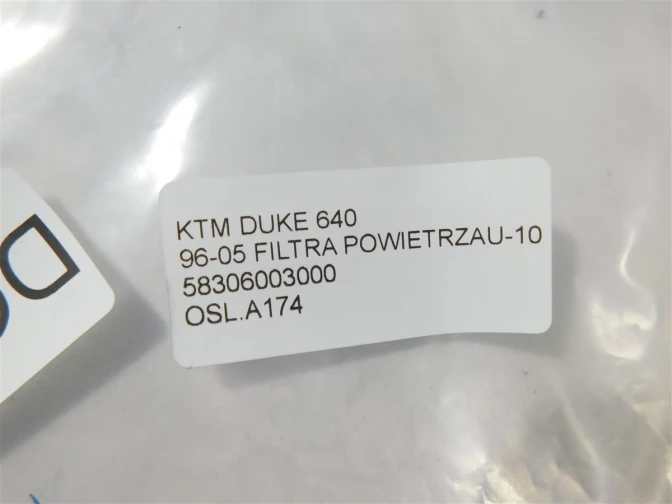 KTM DUKE 640
96-05 FILTRA POWIETRZAU-10
58306003000
OSL.A174